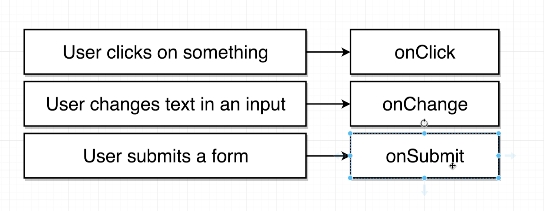 User clicks on something
onClick
User changes text in an input
onChange
User submits a form
onSubmit